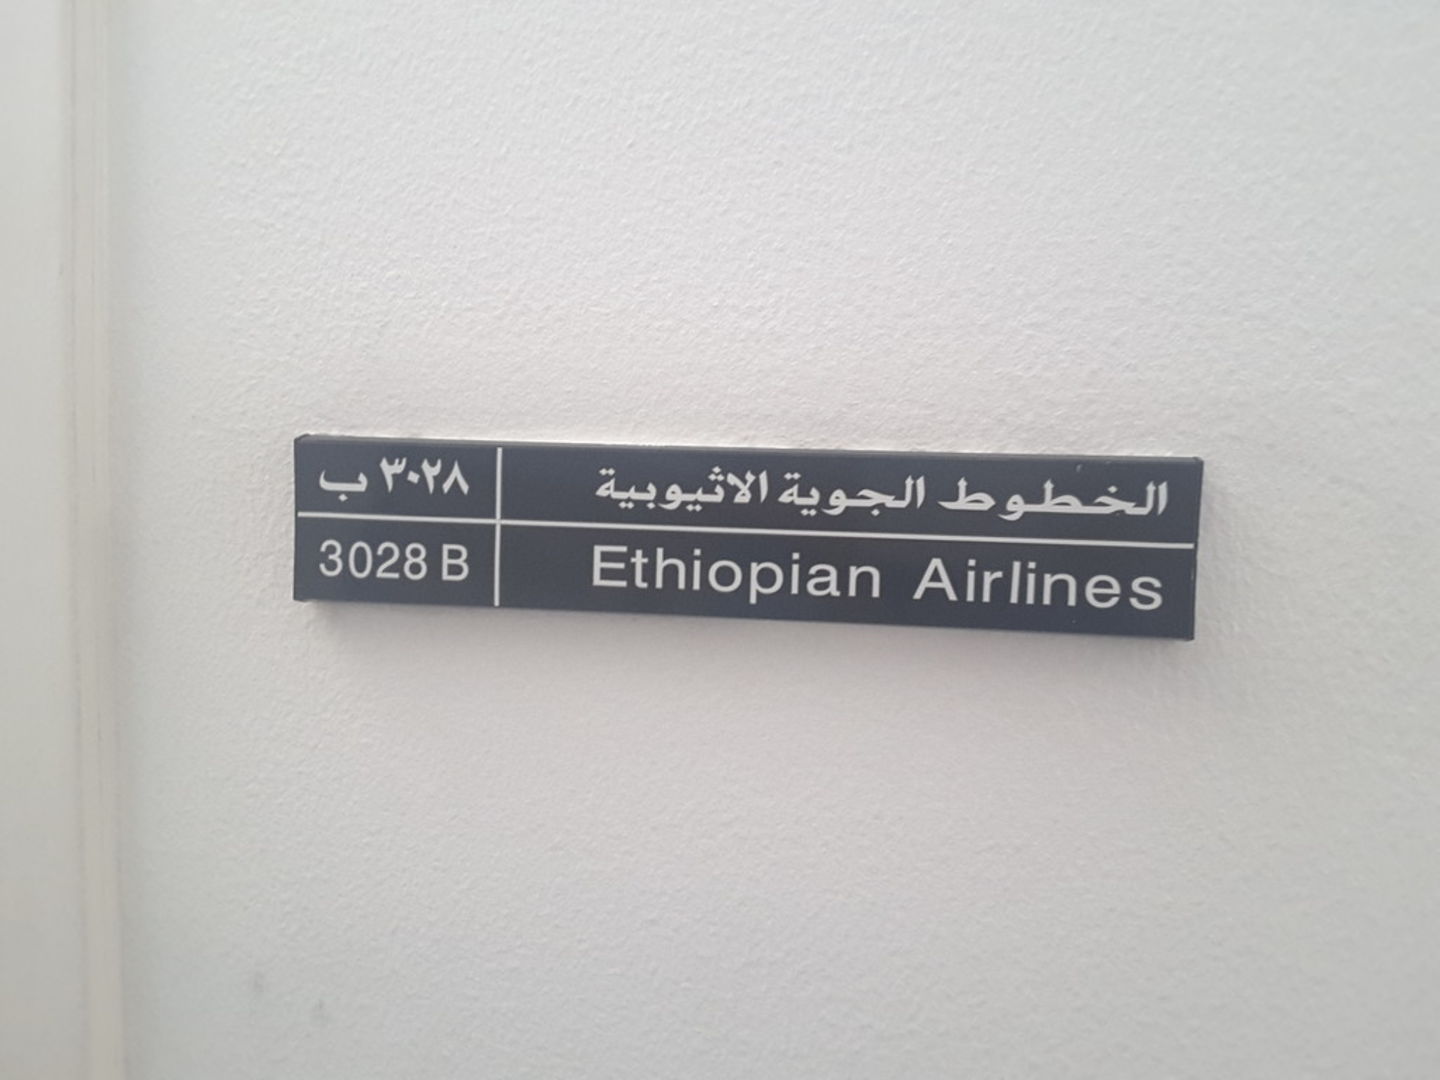 الخطوط الجوية الاثيوبية
٣٠٢٨ ب
3028 B
Ethiopian Airlines